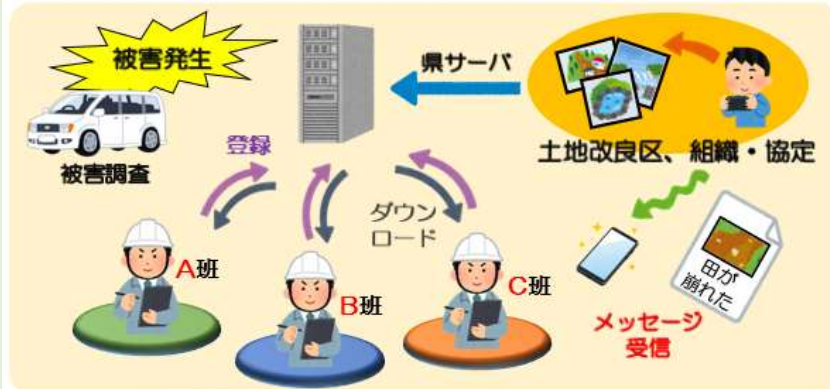 被害発生
被害調査
県サーバ
土地改良区、組織・協定
登録
ダウン
ロード
A班
B班
C班
田が
崩れた
メッセージ
受信